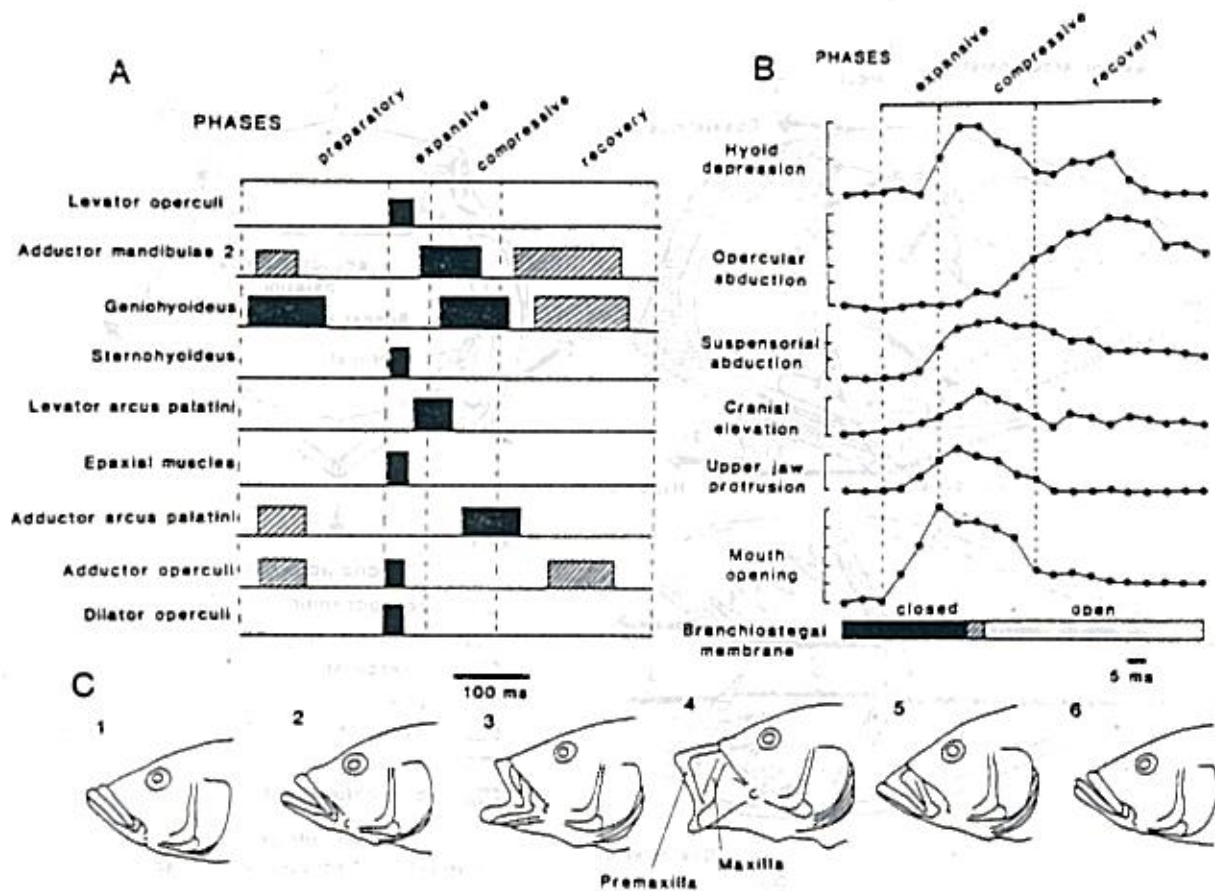 A
PHASES
preparatory
expansive
compressive
recovery
Levator operculi
Adductor mandibulae 2
Geniohyoideus
Sternohyoideus
Levator arcus palatini
Epaxial muscles
Adductor arcus palatini
Adductor operculi
Dilator operculi
100 ms
B
PHASES
expansive
compressive
recovery
Hyoid
depression
Opercular
abduction
Suspensorial
abduction
Cranial
elevation
Upper jaw
protrusion
Mouth
opening
closed
open
Branchiostegal
membrane
5 ms
C
1
2
3
4
5
6
Premaxilla
Maxilla